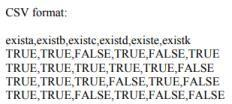 CSV format:
exista,existb,existc,existd,existe,existk
TRUE,TRUE,FALSE,TRUE,FALSE,TRUE
TRUE,TRUE,TRUE,TRUE,TRUE,FALSE
TRUE,TRUE,TRUE,FALSE,TRUE,FALSE
TRUE,TRUE,FALSE,TRUE,FALSE,FALSE